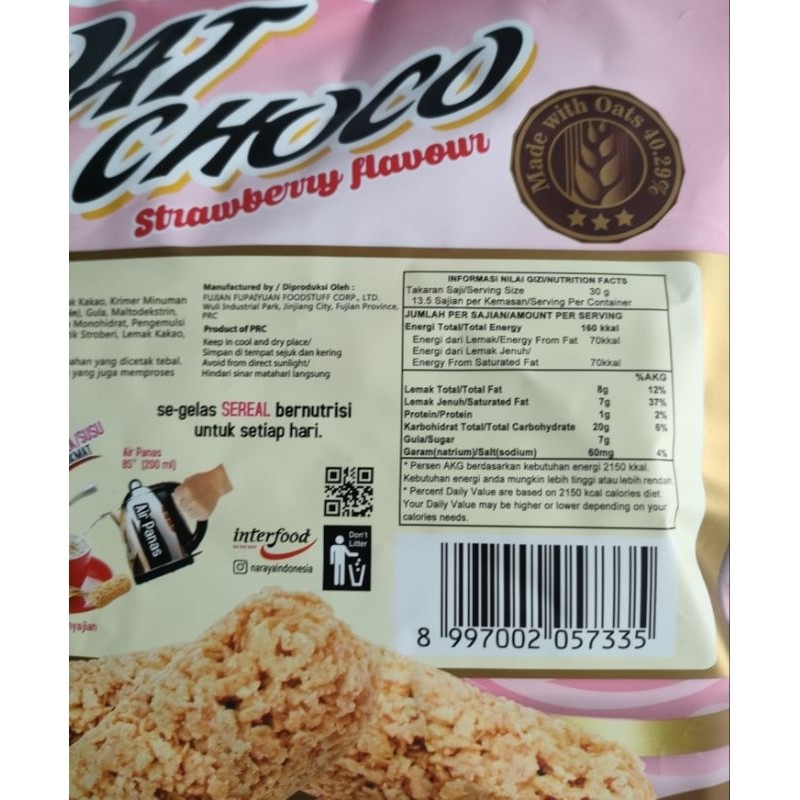 OAT
CHOCO
Strawberry flavour
Made with Oats 40.29%
Kakao, Krimer Minuman
Gula, Maltodekstrin,
Monohidrat, Pengemulsi
Stroberi, Lemak Kakao,
yang dicetak tebal.
yang juga memproses
Manufactured by / Diproduksi Oleh :
FUJIAN FUPAIYUAN FOODSTUFF CORP., LTD.
Wuli Industrial Park, Jinjiang City, Fujian Province,
PRC
Product of PRC
Keep in cool and dry place/
Simpan di tempat sejuk dan kering
Avoid from direct sunlight/
Hindari sinar matahari langsung
INFORMASI NILAI GIZI/NUTRITION FACTS
Takaran Saji/Serving Size 30 g
13.5 Sajian per Kemasan/Serving Per Container
JUMLAH PER SAJIAN/AMOUNT PER SERVING
Energi Total/Total Energy 160 kkal
Energi dari Lemak/Energy From Fat 70kkal
Energi dari Lemak Jenuh/
Energy From Saturated Fat 70kkal
%AKG
Lemak Total/Total Fat 8g 12%
Lemak Jenuh/Saturated Fat 7g 37%
Protein/Protein 1g 2%
Karbohidrat Total/Total Carbohydrate 20g 6%
Gula/Sugar 7g
Garam(natrium)/Salt(sodium) 60mg 4%
* Persen AKG berdasarkan kebutuhan energi 2150 kkal.
Kebutuhan energi anda mungkin lebih tinggi atau lebih rendah
* Percent Daily Value are based on 2150 kcal calories diet.
Your Daily Value may be higher or lower depending on your
calories needs.
se-gelas SEREAL bernutrisi
untuk setiap hari.
/SUSU
Air Panas
85° (200 ml)
Air Panas
interfood
narayaindonesia
Don't
Litter
8 997002 057335